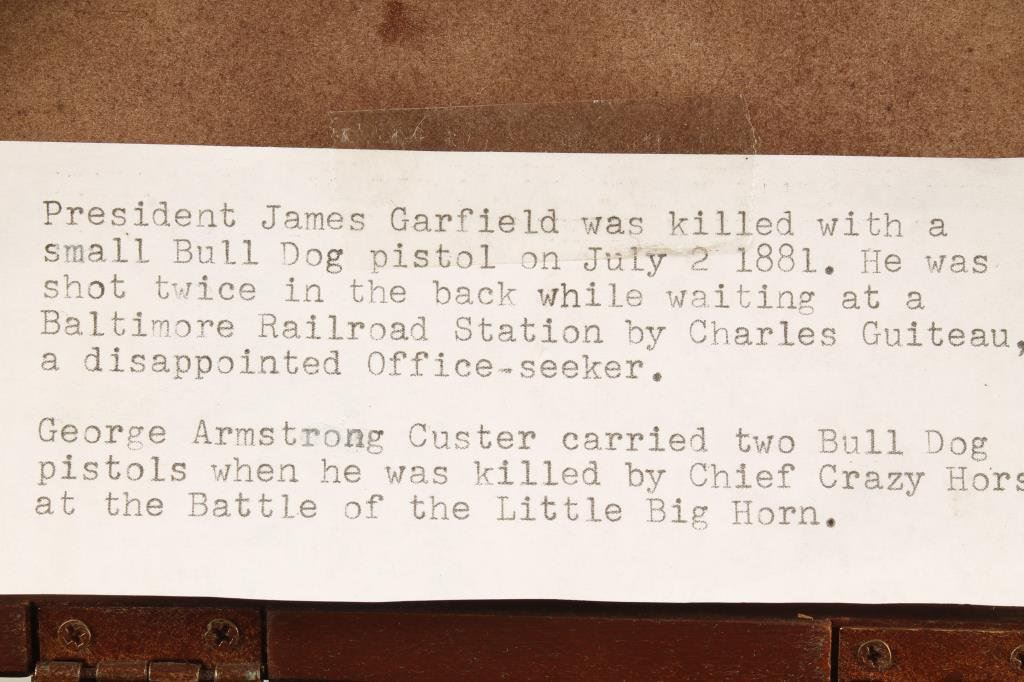 President James Garfield was killed with a
small Bull Dog pistol on July 2 1881. He was
shot twice in the back while waiting at a
Baltimore Railroad Station by Charles Guiteau,
a disappointed Office-seeker.
George Armstrong Custer carried two Bull Dog
pistols when he was killed by Chief Crazy Hors
at the Battle of the Little Big Horn.